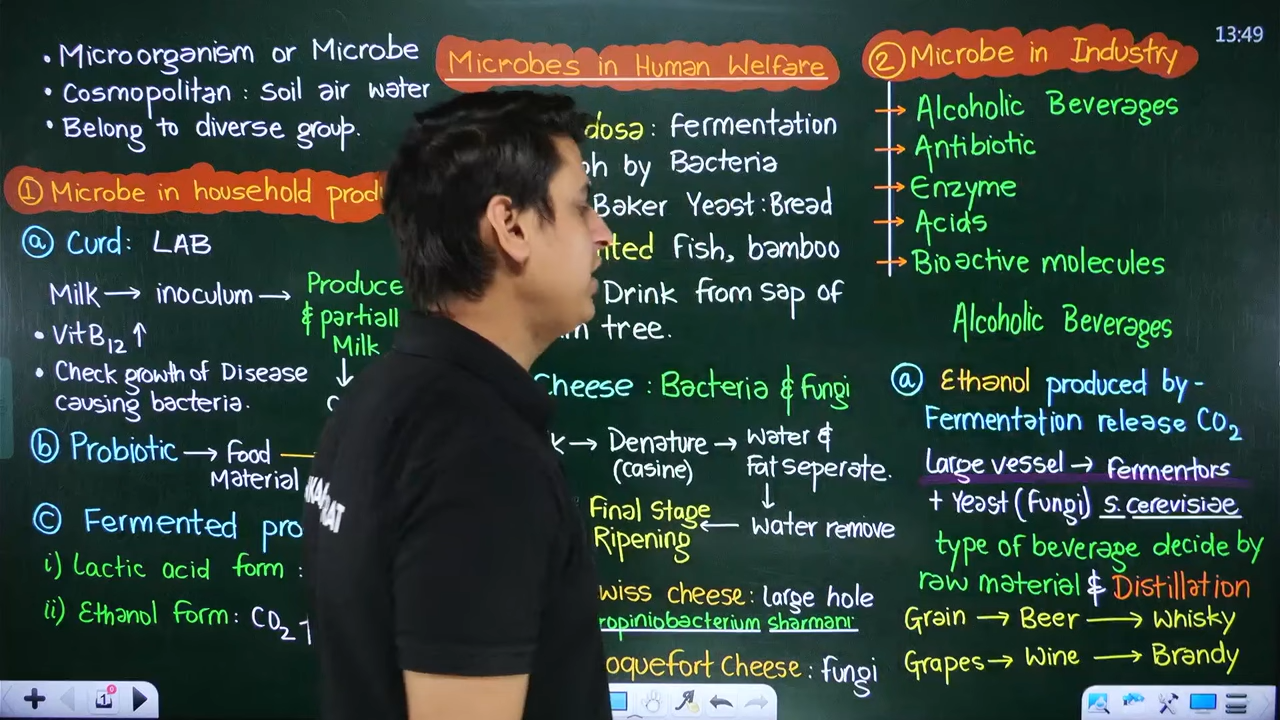 • Microorganism or Microbe
• Cosmopolitan : Soil air water
• Belong to diverse group.
① Microbe in household produ
ⓐ Curd: LAB
Milk → inoculum → Produce
& partiall
Milk
• Vit B12 ↑
• Check growth of Disease
causing bacteria.
ⓑ Probiotic → Food
Material
ⓒ Fermented pro
i) Lactic acid form :
ii) Ethanol form: CO2 ↑
Microbes in Human Welfare
dosa: Fermentation
by Bacteria
Baker Yeast: Bread
Fish, bamboo
Drink from sap of
tree.
Cheese : Bacteria & fungi
→ Denature → Water &
(casine) Fat seperate.
↓
Final Stage ← Water remove
Ripening
wiss cheese: Large hole
ropiniobacterium sharmani
oquefort Cheese: fungi
13:49
② Microbe in Industry
→ Alcoholic Beverages
→ Antibiotic
→ Enzyme
→ Acids
→ Bioactive molecules
Alcoholic Beverages
ⓐ Ethanol produced by -
Fermentation release CO2
Large vessel → fermentors
+ Yeast (fungi) S. cerevisiae
type of beverage decide by
raw material & Distillation
Grain → Beer → Whisky
Grapes → Wine → Brandy
1